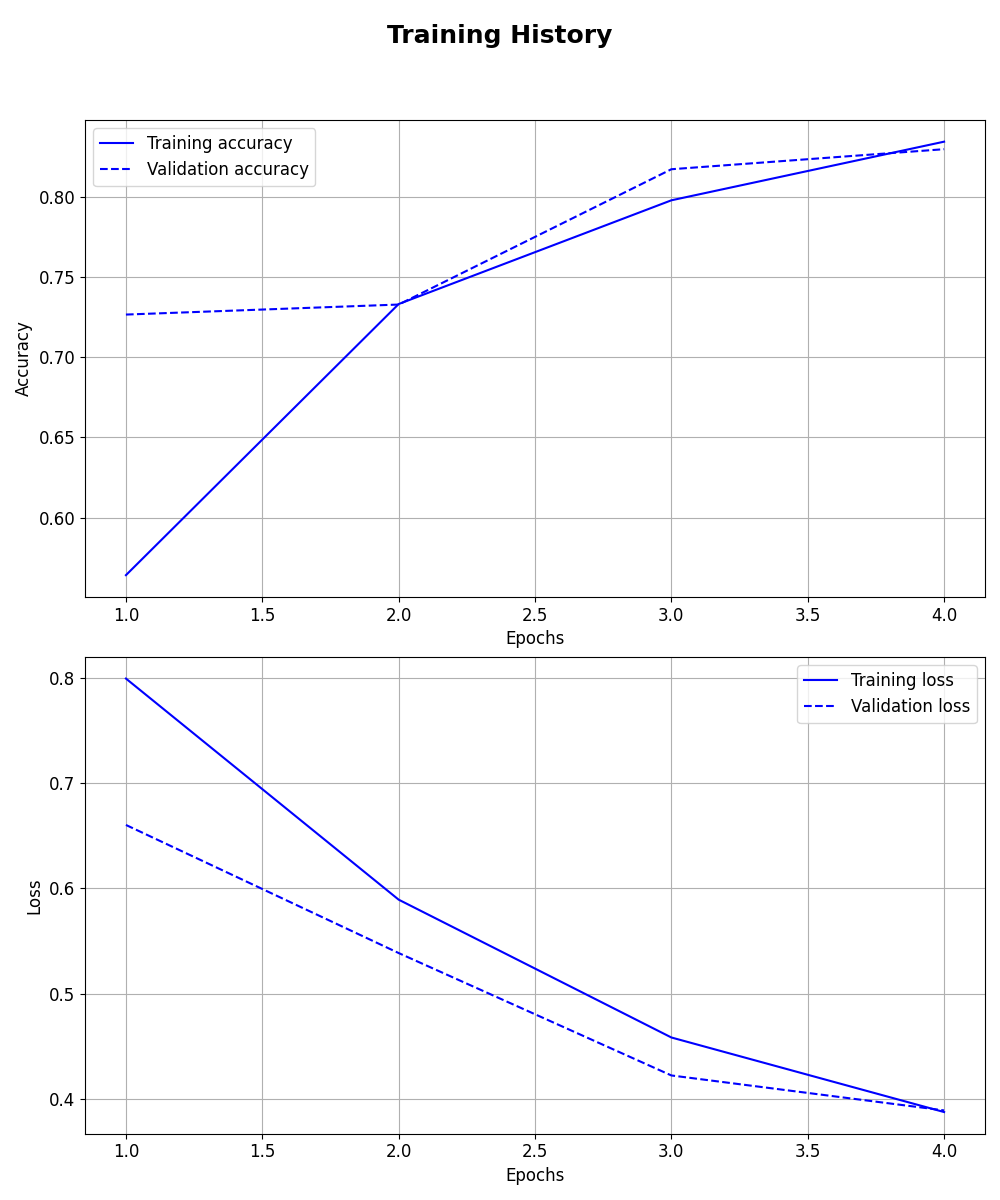 Training History
Training accuracy
Validation accuracy
0.80
0.75
0.70
0.65
0.60
Accuracy
1.0 1.5 2.0 2.5 3.0 3.5 4.0
Epochs
Training loss
Validation loss
0.8
0.7
0.6
0.5
0.4
Loss
1.0 1.5 2.0 2.5 3.0 3.5 4.0
Epochs